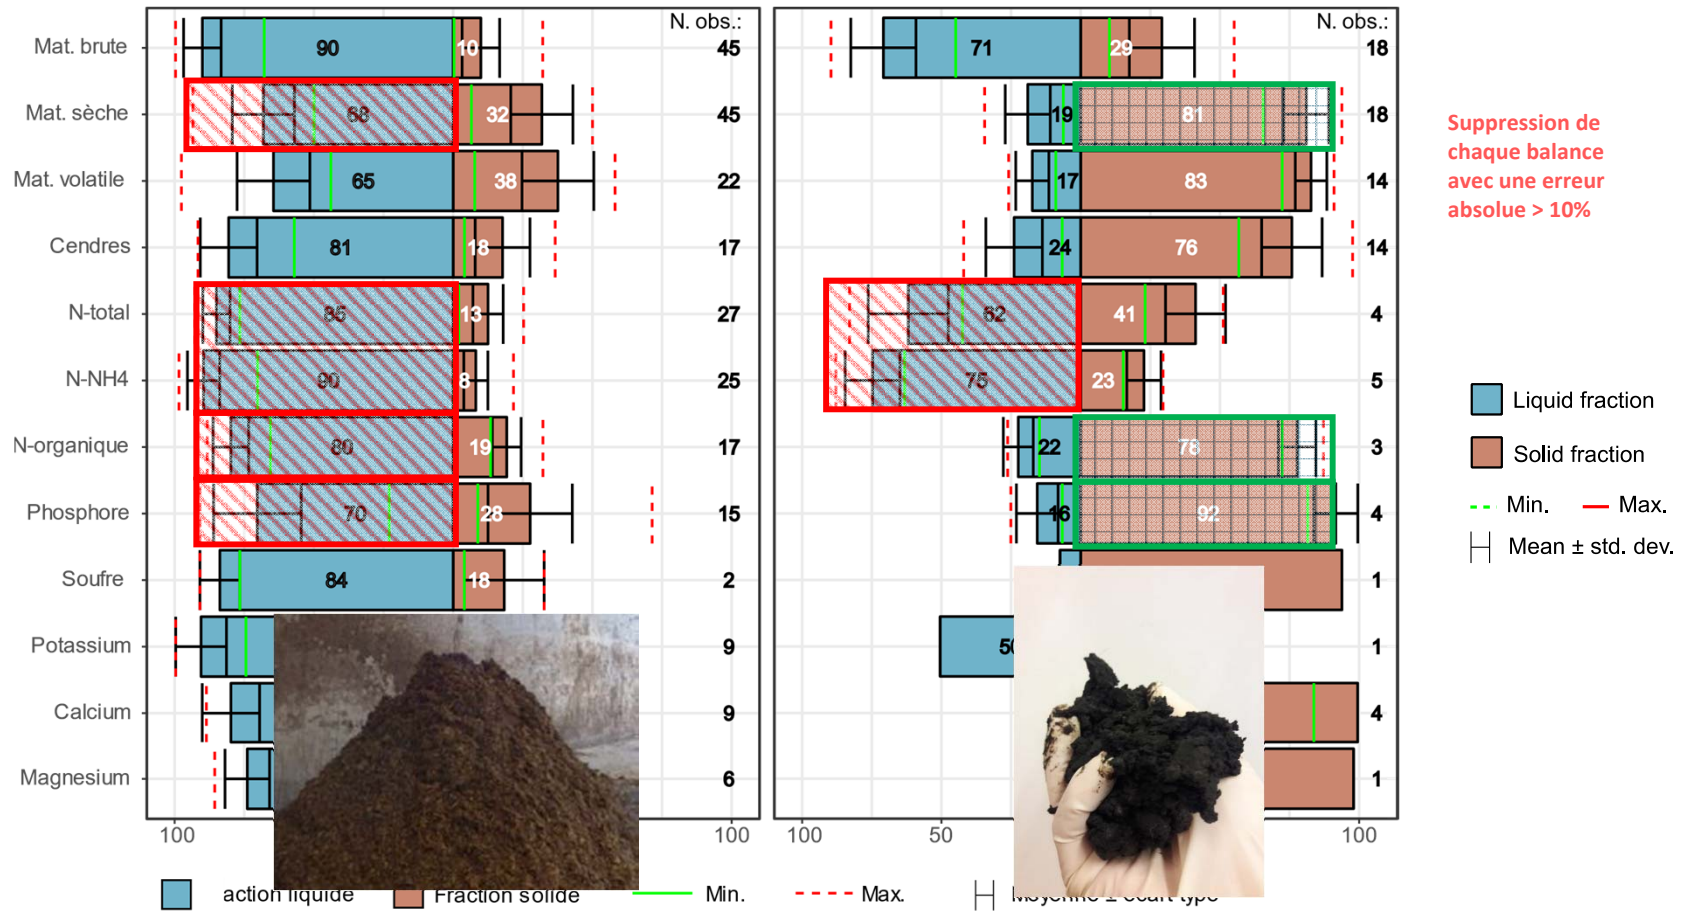 N. obs.:
N. obs.:
Mat. brute 90 10 45 71 29 18
Mat. sèche 68 32 45 19 81 18
Mat. volatile 65 38 22 17 83 14
Cendres 81 18 17 24 76 14
N-total 85 13 27 62 41 4
N-NH4 90 8 25 75 23 5
N-organique 80 19 17 22 78 3
Phosphore 70 28 15 16 92 4
Soufre 84 18 2 1
Potassium 9 1
Calcium 9 4
Magnesium 6 1
100 100 100 50 100
Suppression de
chaque balance
avec une erreur
absolue > 10%
Liquid fraction
Solid fraction
Min. Max.
Mean ± std. dev.
action liquide Fraction solide Min. Max.